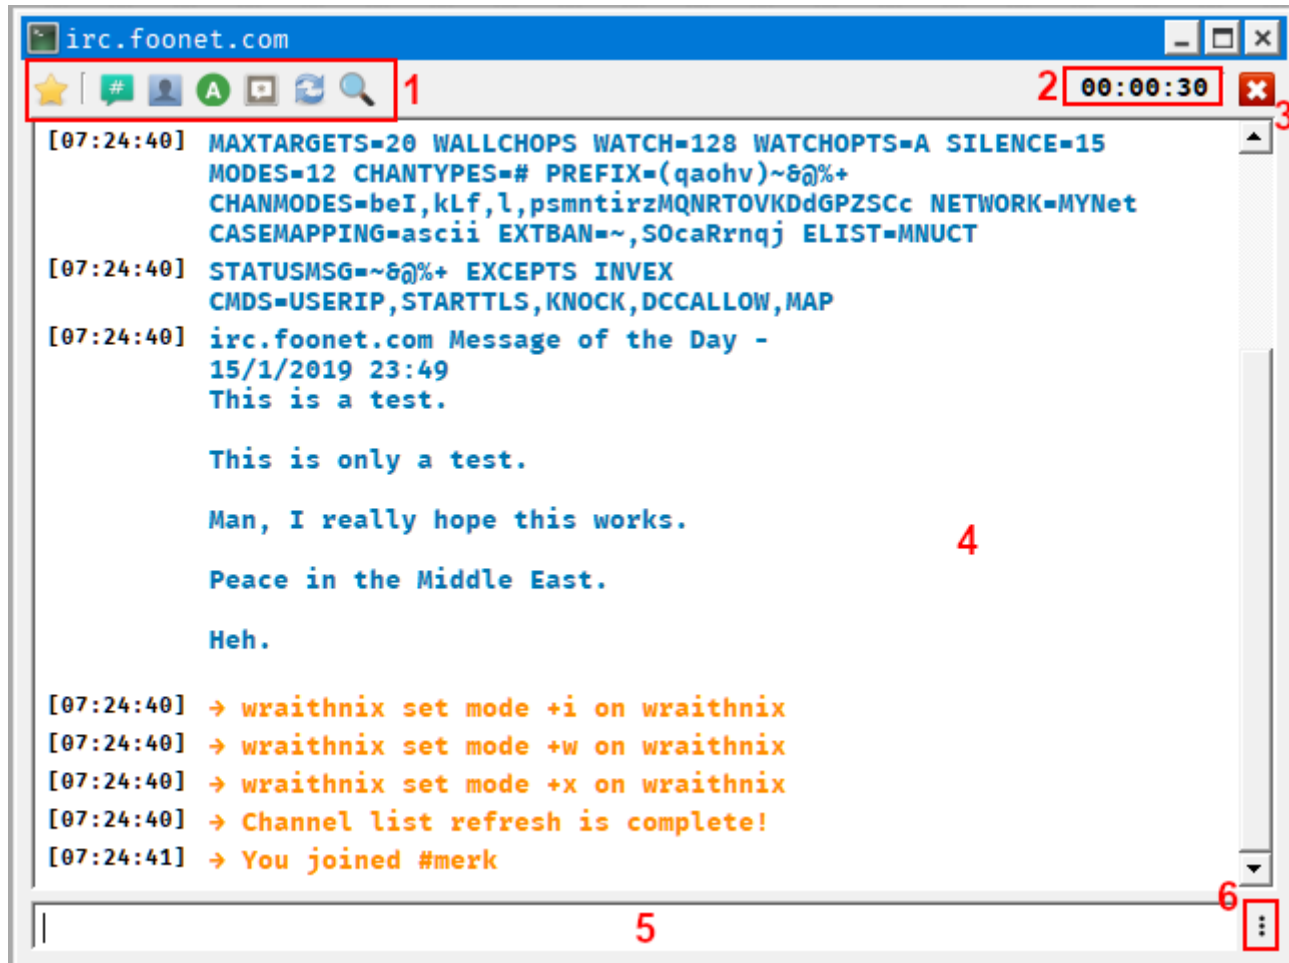 irc.foonet.com
# A 1 2 00:00:30 3
[07:24:40] MAXTARGETS=20 WALLCHOPS WATCH=128 WATCHOPTS=A SILENCE=15
MODES=12 CHANTYPES=# PREFIX=(qaohv)~&@%+
CHANMODES=beI,kLf,l,psmntirzMQNRTOVKDdGPZSCc NETWORK=MYNet
CASEMAPPING=ascii EXTBAN=~,SOcaRrnqj ELIST=MNUCT
[07:24:40] STATUSMSG=~&@%+ EXCEPTS INVEX
CMDS=USERIP,STARTTLS,KNOCK,DCCALLOW,MAP
[07:24:40] irc.foonet.com Message of the Day -
15/1/2019 23:49
This is a test.
This is only a test.
Man, I really hope this works.
4
Peace in the Middle East.
Heh.
[07:24:40] → wraithnix set mode +i on wraithnix
[07:24:40] → wraithnix set mode +w on wraithnix
[07:24:40] → wraithnix set mode +x on wraithnix
[07:24:40] → Channel list refresh is complete!
[07:24:41] → You joined #merk
6
5